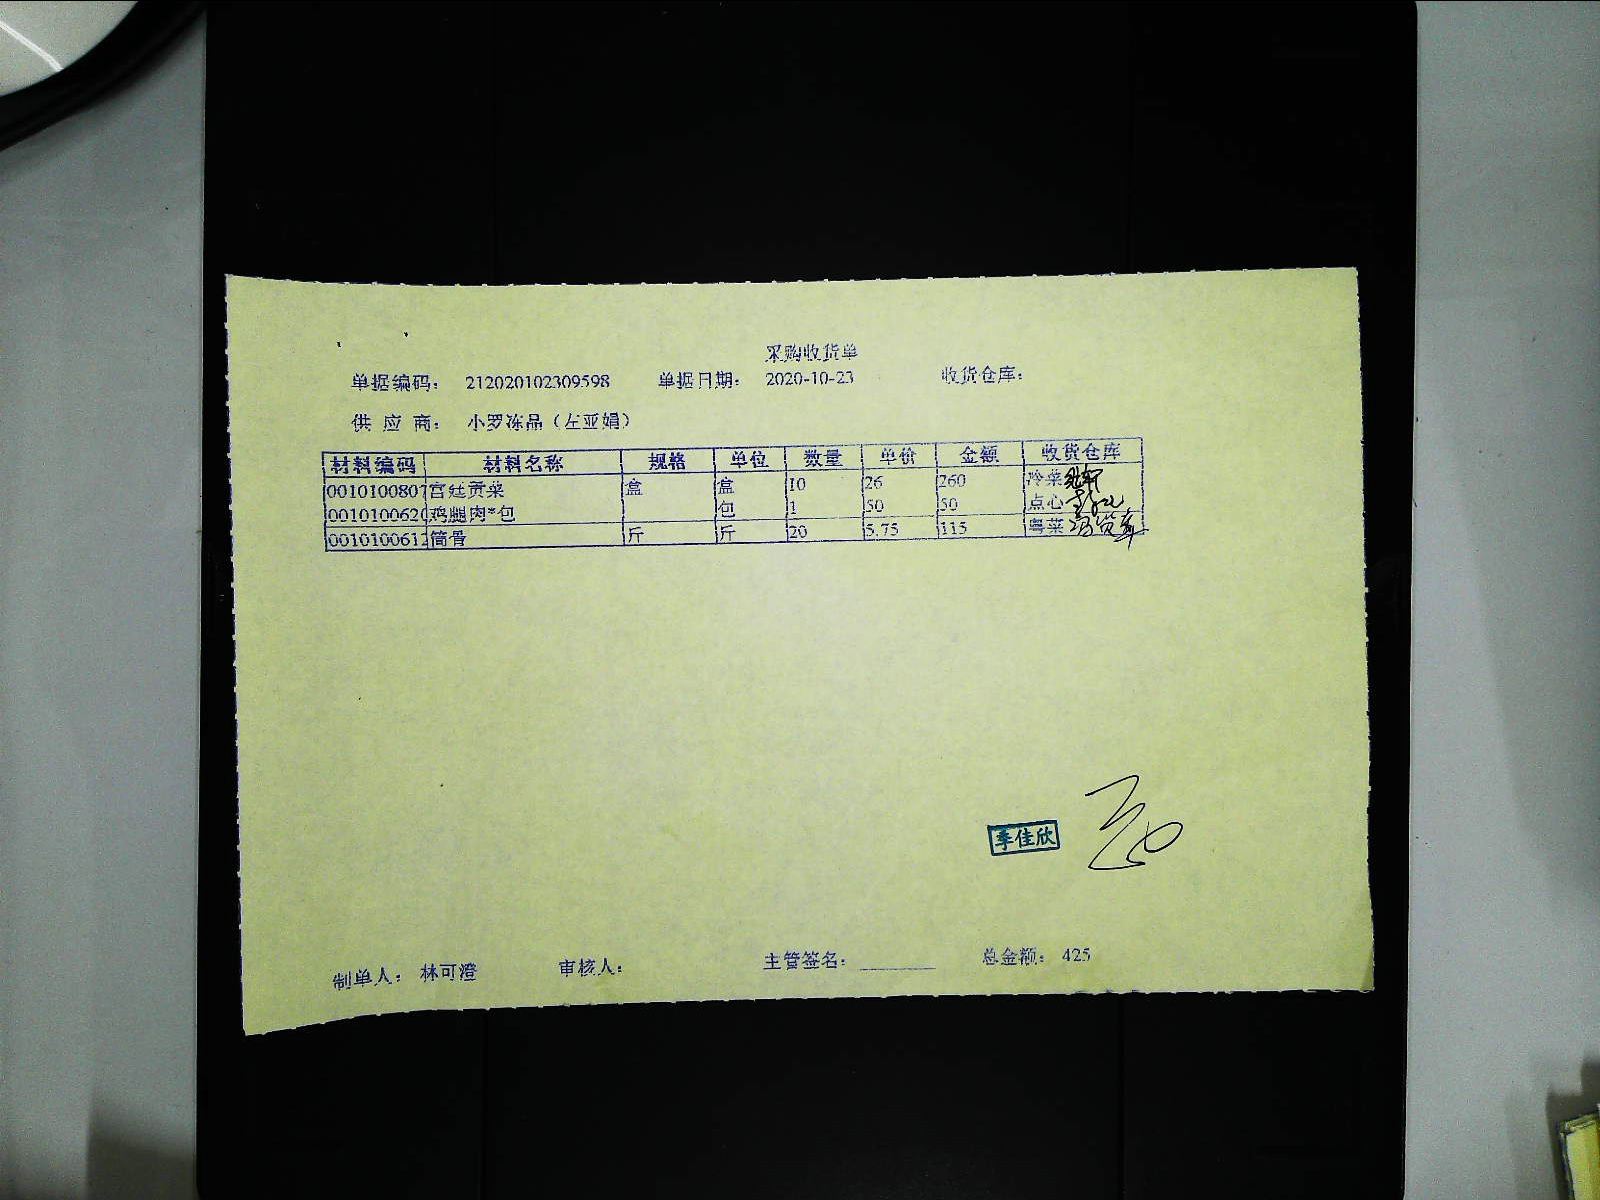 采购收货单
单据编码： 212020102309598 单据日期： 2020-10-23 收货仓库：
供 应 商： 小罗冻品（左亚娟）
材料编码 材料名称 规格 单位 数量 单价 金额 收货仓库
0010100807 宫廷贡菜 盒 盒 10 26 260 冷菜
0010100620 鸡腿肉*包 包 1 50 50 点心
0010100612 筒骨 斤 斤 20 5.75 115 粤菜
季佳欣
制单人： 林可澄 审核人： 主管签名： 总金额： 425